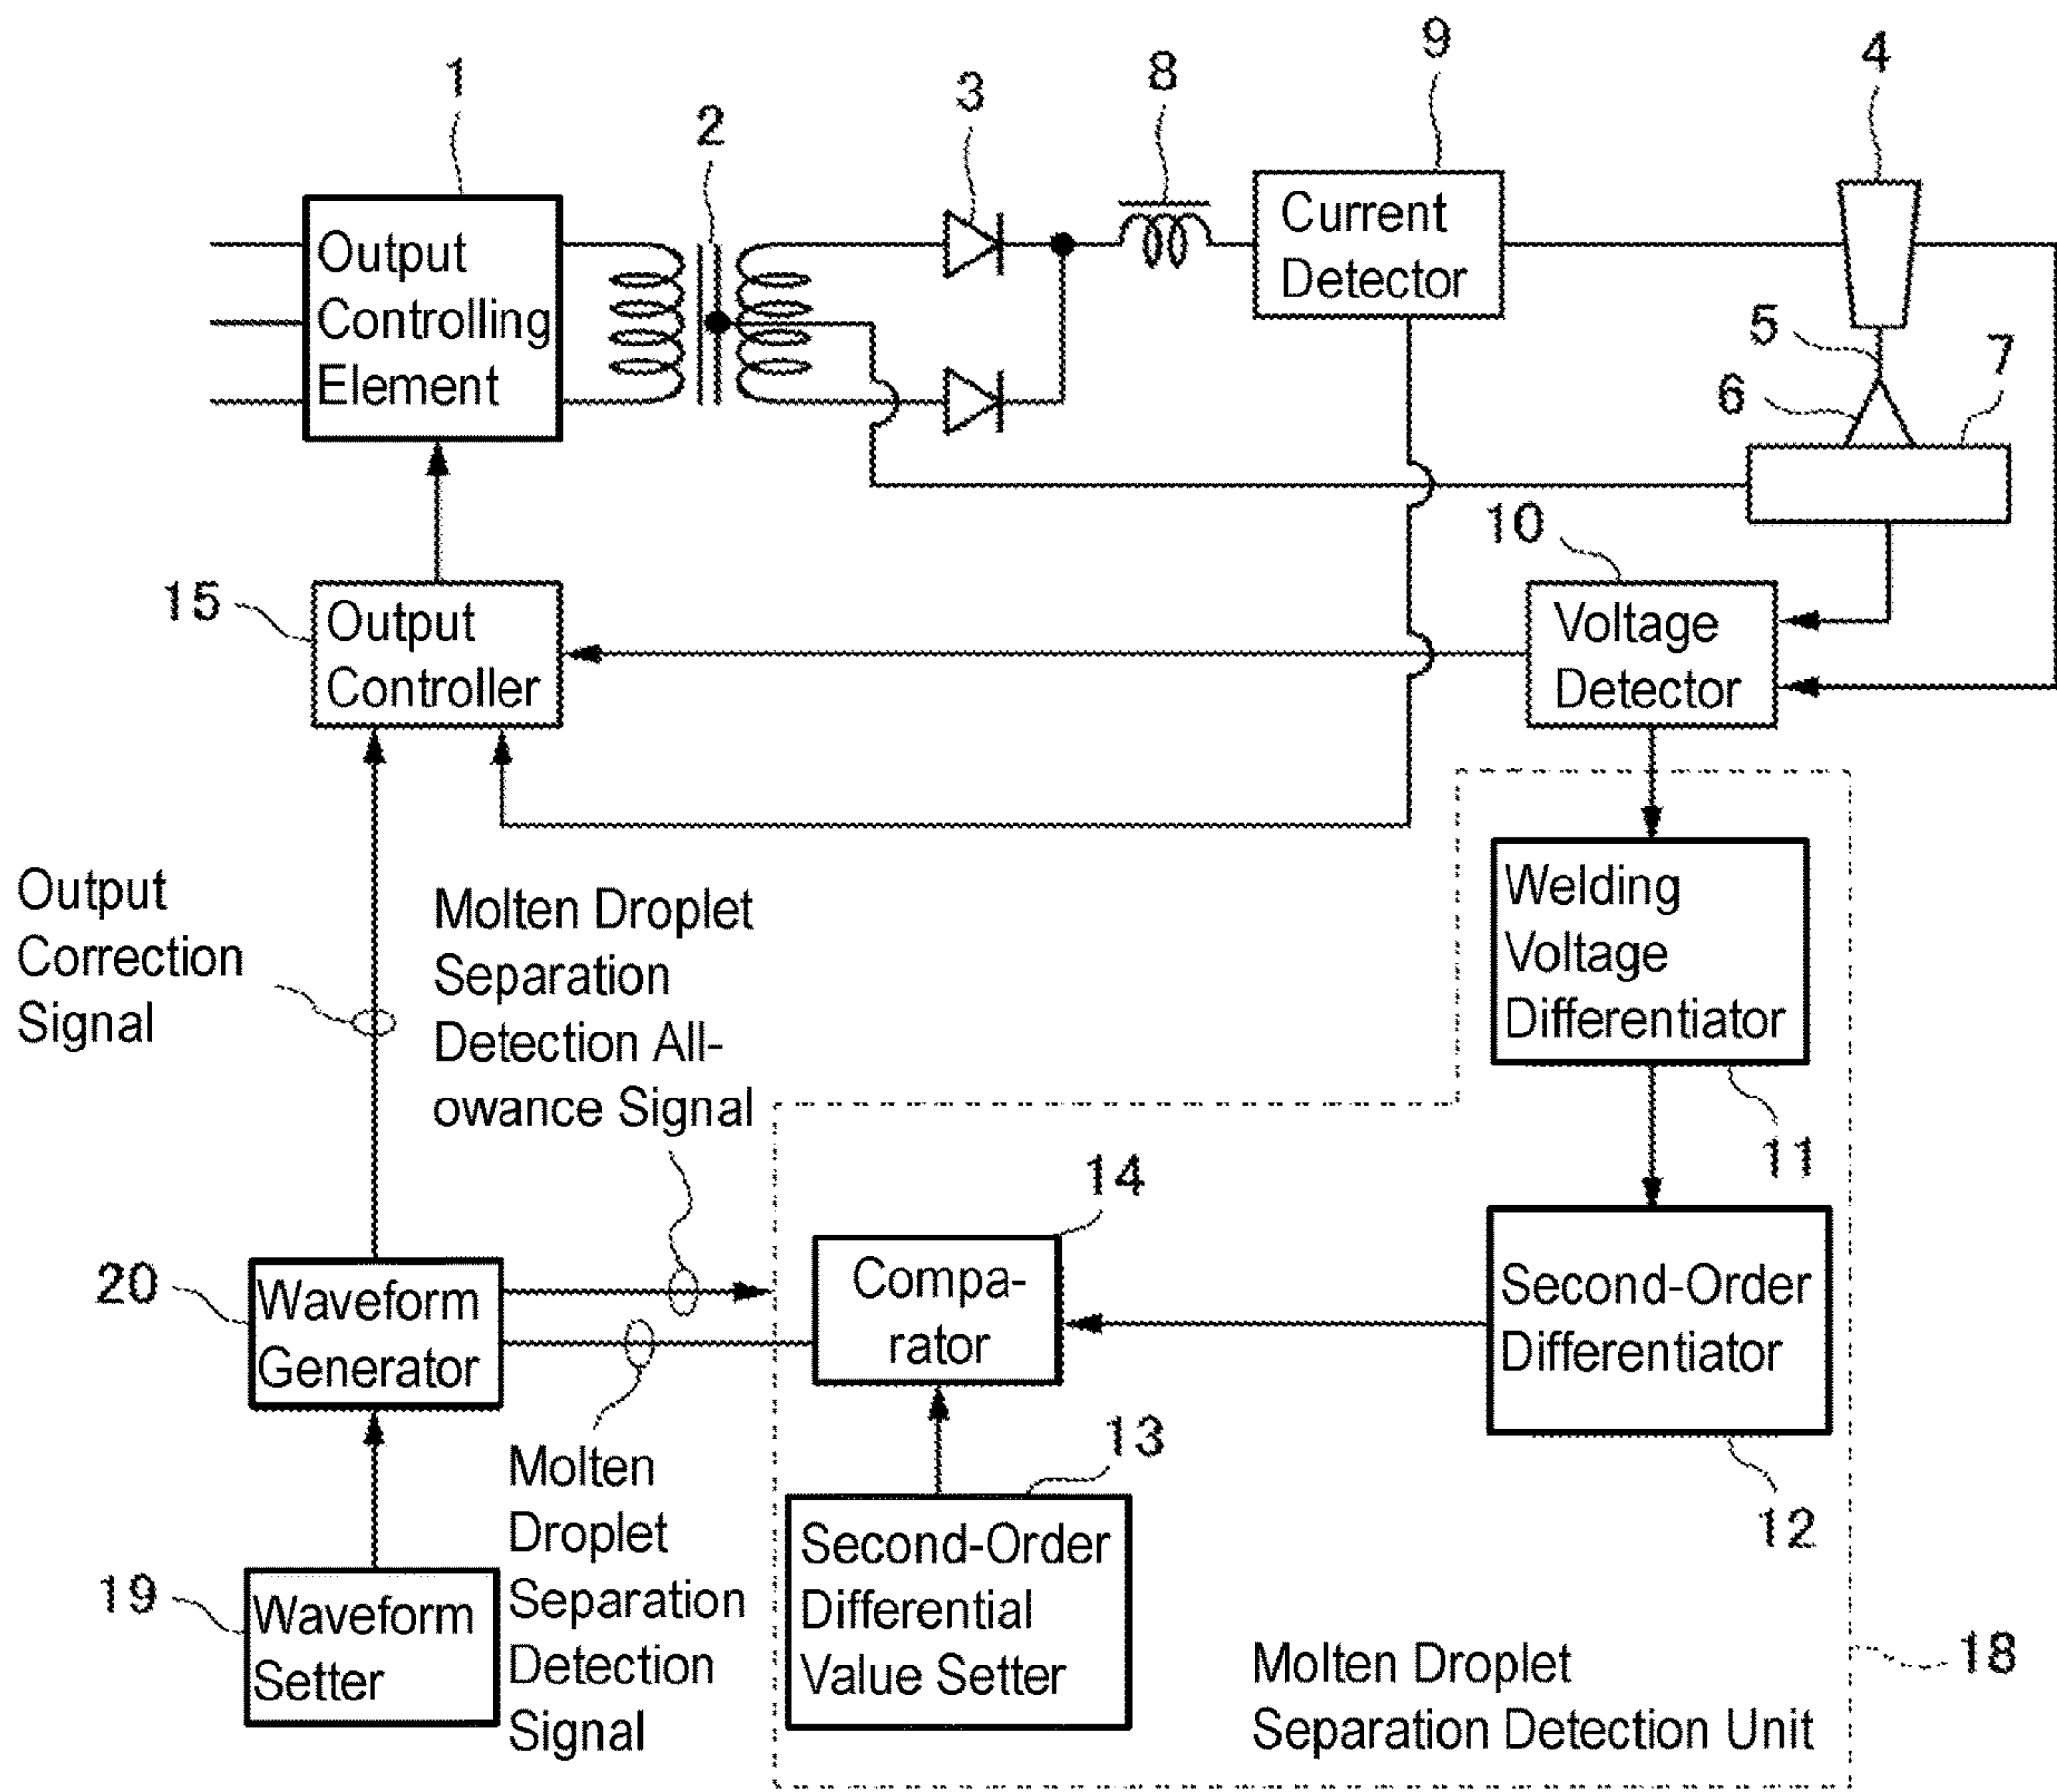 1
2
3
8
9
4
Output
Controlling
Element
Current
Detector
5
6
7
10
15
Output
Controller
Voltage
Detector
Output
Correction
Signal
Molten Droplet
Separation
Detection All-
owance Signal
Welding
Voltage
Differentiator
11
14
20
Waveform
Generator
Compa-
rator
Second-Order
Differentiator
12
13
Molten
Droplet
Separation
Detection
Signal
19
Waveform
Setter
Second-Order
Differential
Value Setter
Molten Droplet
Separation Detection Unit
18